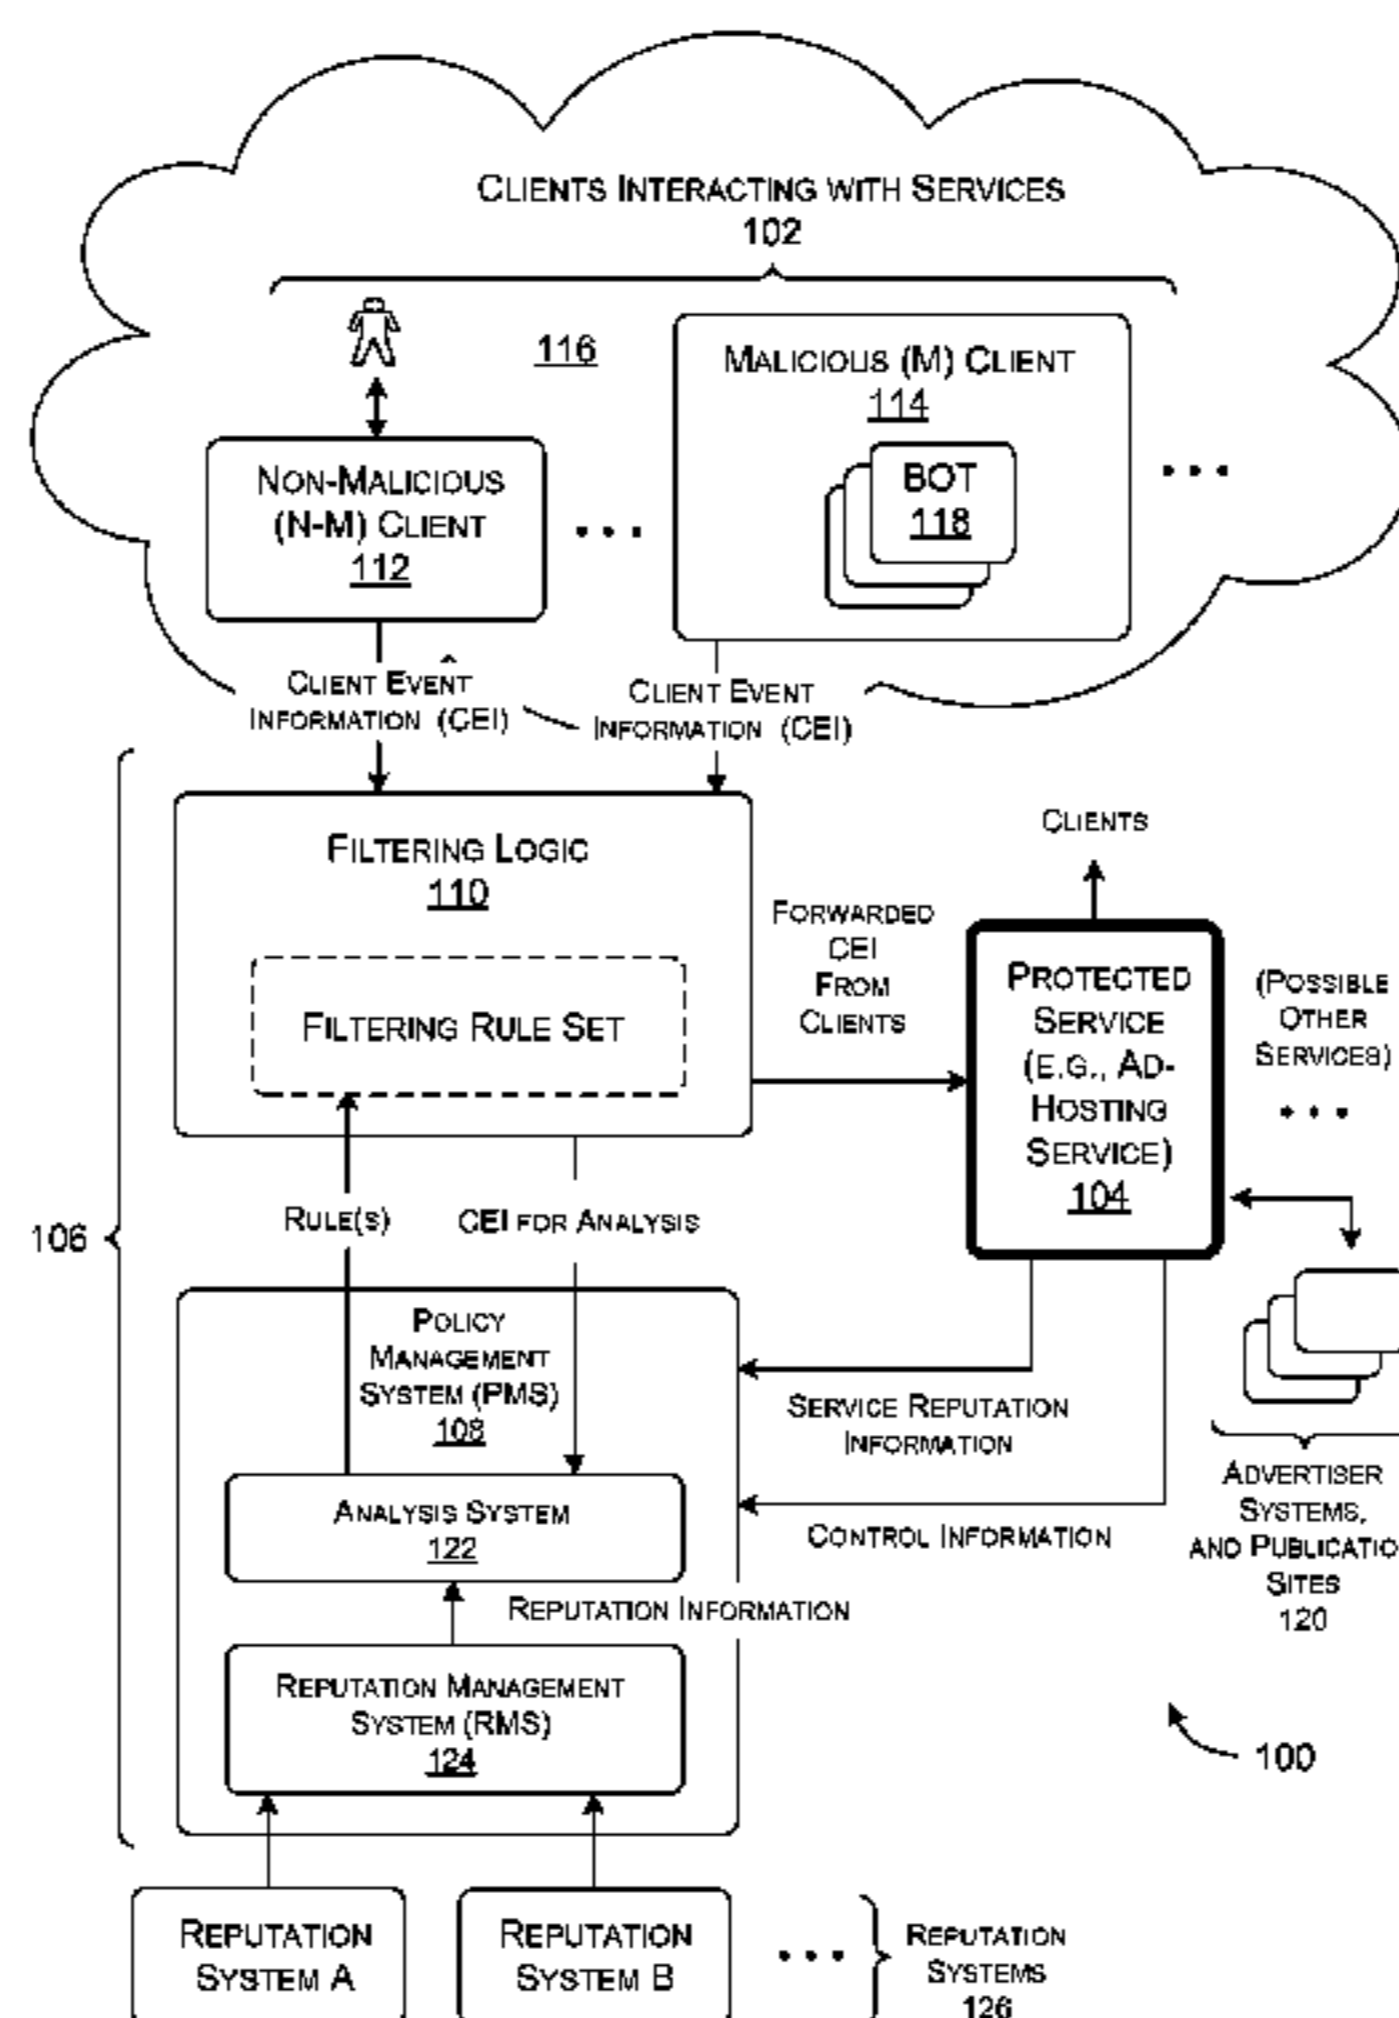 CLIENTS INTERACTING WITH SERVICES
102
116
MALICIOUS (M) CLIENT
114
BOT
118
NON-MALICIOUS
(N-M) CLIENT
112
CLIENT EVENT
INFORMATION (CEI)
CLIENT EVENT
INFORMATION (CEI)
FILTERING LOGIC
110
FILTERING RULE SET
FORWARDED
CEI
FROM
CLIENTS
CLIENTS
PROTECTED
SERVICE
(E.G., AD-
HOSTING
SERVICE)
104
(POSSIBLE
OTHER
SERVICES)
106
RULE(S)
CEI FOR ANALYSIS
POLICY
MANAGEMENT
SYSTEM (PMS)
108
SERVICE REPUTATION
INFORMATION
CONTROL INFORMATION
ADVERTISER
SYSTEMS,
AND PUBLICATIO
SITES
120
ANALYSIS SYSTEM
122
REPUTATION INFORMATION
REPUTATION MANAGEMENT
SYSTEM (RMS)
124
100
REPUTATION
SYSTEM A
REPUTATION
SYSTEM B
REPUTATION
SYSTEMS
126